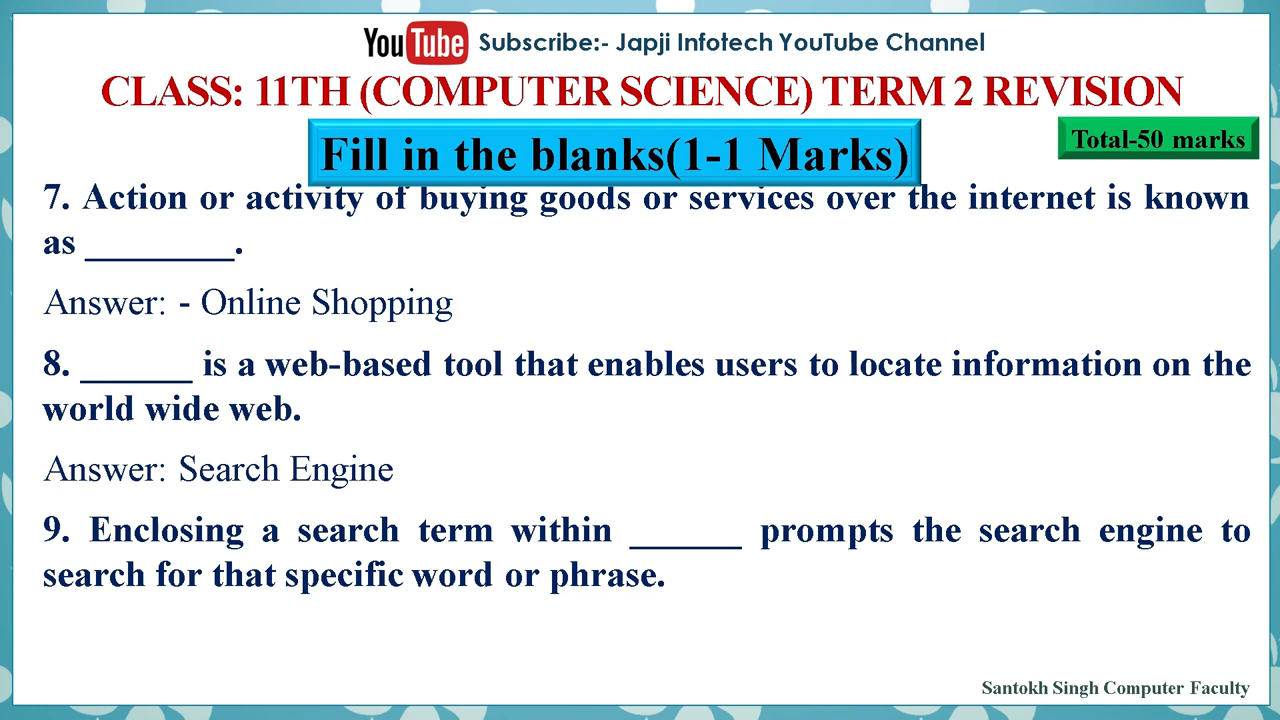 YouTube Subscribe:- Japji Infotech YouTube Channel
CLASS: 11TH (COMPUTER SCIENCE) TERM 2 REVISION
Fill in the blanks(1-1 Marks)
Total-50 marks
7. Action or activity of buying goods or services over the internet is known
as ________.
Answer: - Online Shopping
8. ______ is a web-based tool that enables users to locate information on the
world wide web.
Answer: Search Engine
9. Enclosing a search term within ______ prompts the search engine to
search for that specific word or phrase.
Santokh Singh Computer Faculty